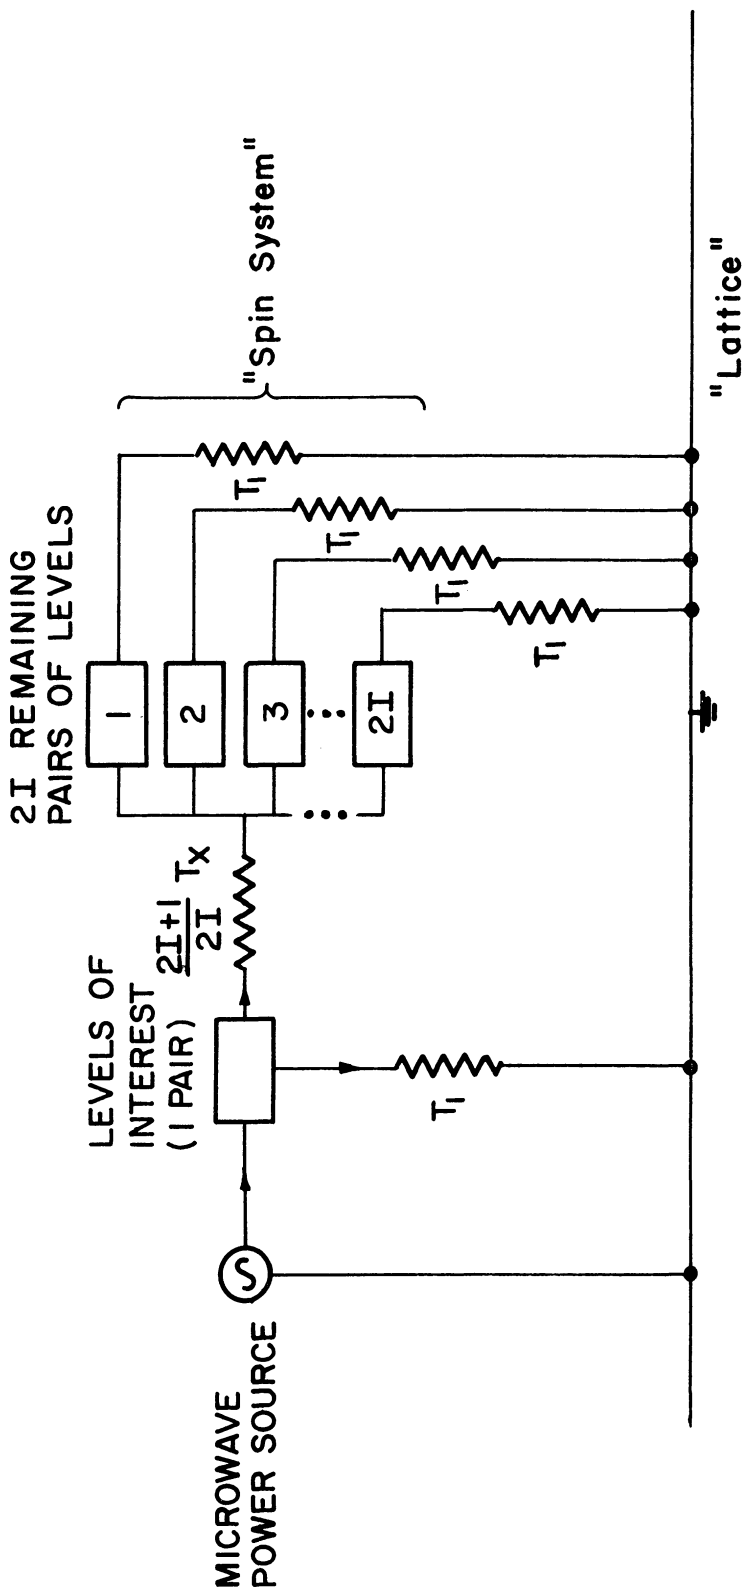 MICROWAVE
POWER SOURCE
S
LEVELS OF
INTEREST
(1 PAIR)
T1
2I+1
2I
Tx
2I REMAINING
PAIRS OF LEVELS
1
2
3
2I
T1
T1
T1
T1
"Spin System"
"Lattice"